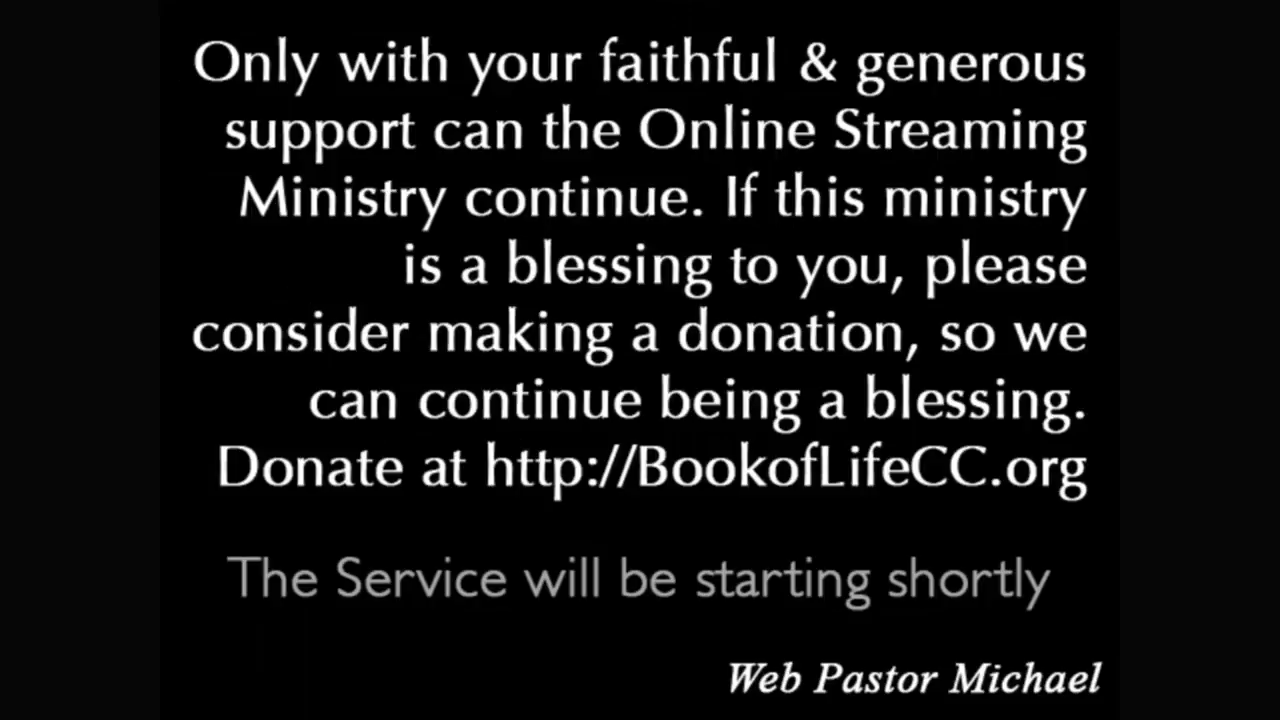 Only with your faithful & generous
support can the Online Streaming
Ministry continue. If this ministry
is a blessing to you, please
consider making a donation, so we
can continue being a blessing.
Donate at http://BookofLifeCC.org
The Service will be starting shortly
Web Pastor Michael